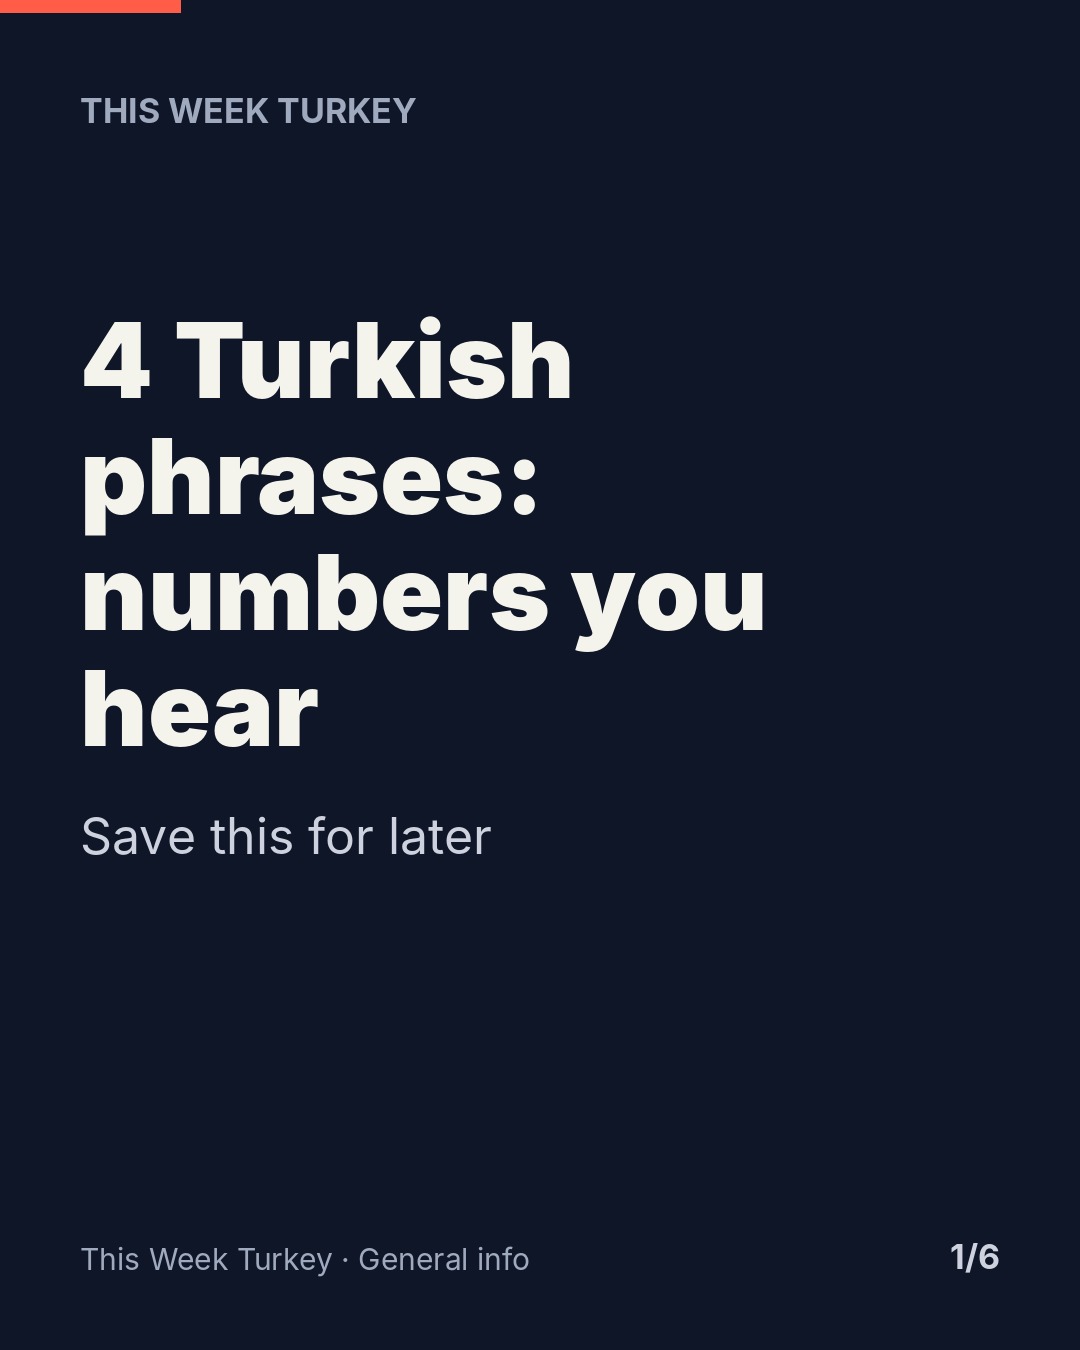 THIS WEEK TURKEY
4 Turkish
phrases:
numbers you
hear
Save this for later
This Week Turkey · General info
1/6